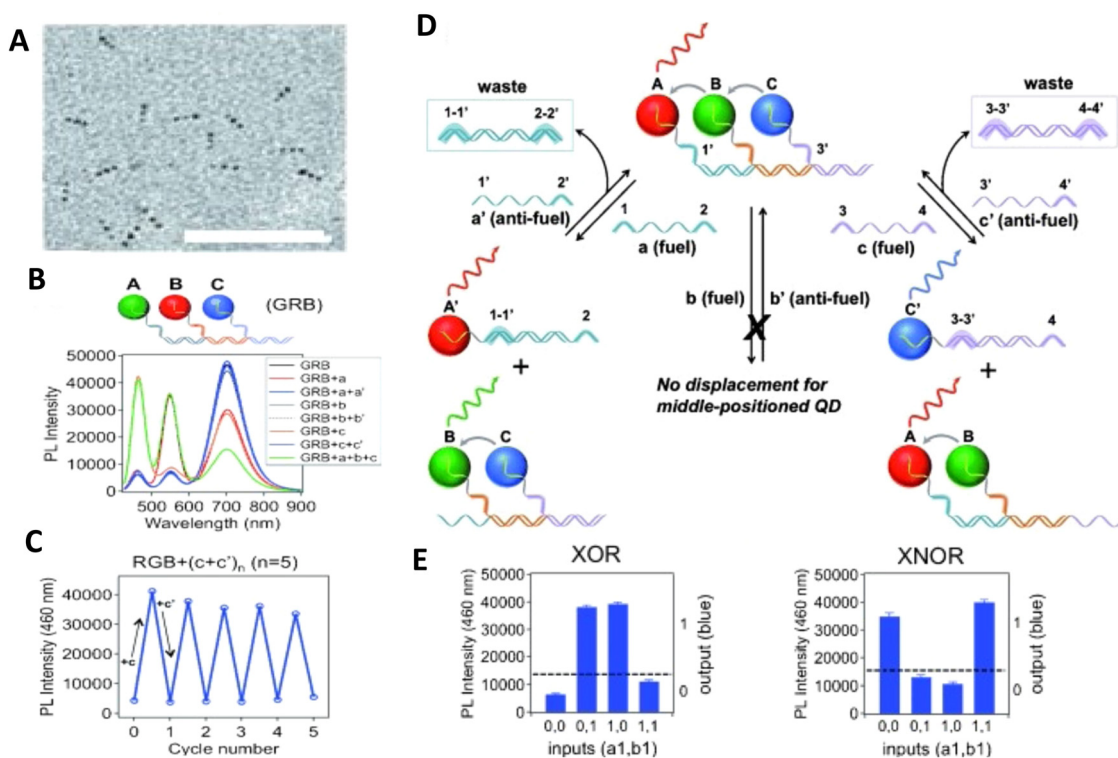 A
B
A B C
(GRB)
PL Intensity
50000
40000
30000
20000
10000
0
GRB
GRB+a
GRB+a+a'
GRB+b
GRB+b+b'
GRB+c
GRB+c+c'
GRB+a+b+c
500 600 700 800 900
Wavelength (nm)
C
RGB+(c+c')n (n=5)
PL Intensity (460 nm)
50000
40000
30000
20000
10000
0
+c
+c'
0 1 2 3 4 5
Cycle number
D
waste
1-1' 2-2'
A B C
1' 3'
waste
3-3' 4-4'
1' 2'
a' (anti-fuel)
1 2
a (fuel)
3' 4'
c' (anti-fuel)
3 4
c (fuel)
b (fuel)
b' (anti-fuel)
X
A'
1-1' 2
+
B C
No displacement for
middle-positioned QD
C'
3-3' 4
+
A B
E
XOR
PL Intensity (460 nm)
50000
40000
30000
20000
10000
0
1
0
output (blue)
0,0 0,1 1,0 1,1
inputs (a1,b1)
XNOR
PL Intensity (460 nm)
50000
40000
30000
20000
10000
0
1
0
output (blue)
0,0 0,1 1,0 1,1
inputs (a1,b1)